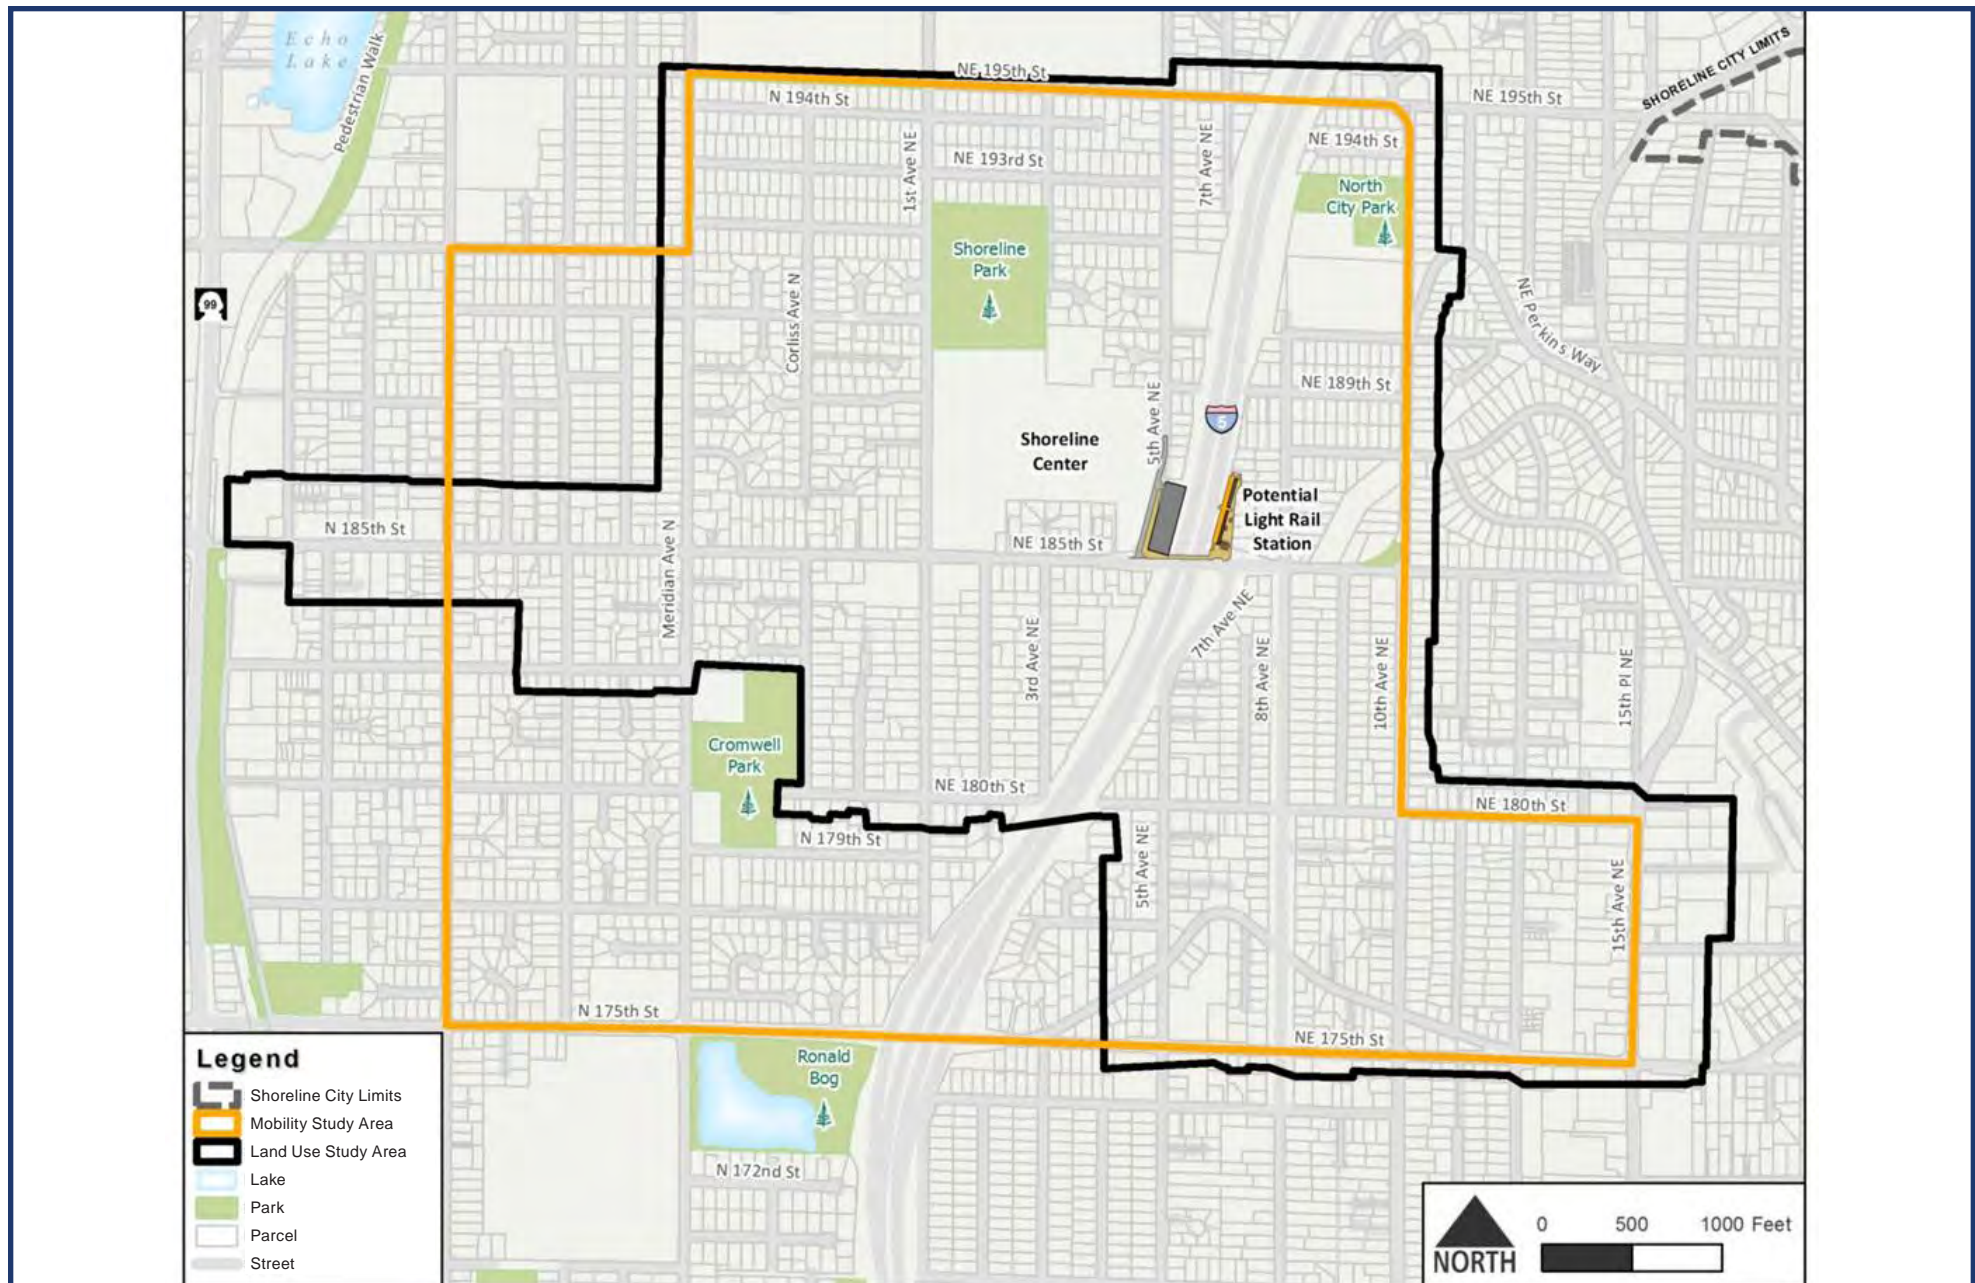 Echo
Lake
Pedestrian Walk
SHORELINE CITY LIMITS
NE 195th St
N 194th St
NE 195th St
NE 194th St
7th Ave NE
1st Ave NE
NE 193rd St
North
City Park
Shoreline
Park
99
Corliss Ave N
NE Perkins Way
NE 189th St
5th Ave NE
5
Shoreline
Center
Potential
Light Rail
Station
N 185th St
NE 185th St
Meridian Ave N
3rd Ave NE
7th Ave NE
8th Ave NE
10th Ave NE
15th Pl NE
Cromwell
Park
NE 180th St
NE 180th St
N 179th St
5th Ave NE
15th Ave NE
N 175th St
NE 175th St
Ronald
Bog
N 172nd St
Legend
Shoreline City Limits
Mobility Study Area
Land Use Study Area
Lake
Park
Parcel
Street
NORTH
0 500 1000 Feet